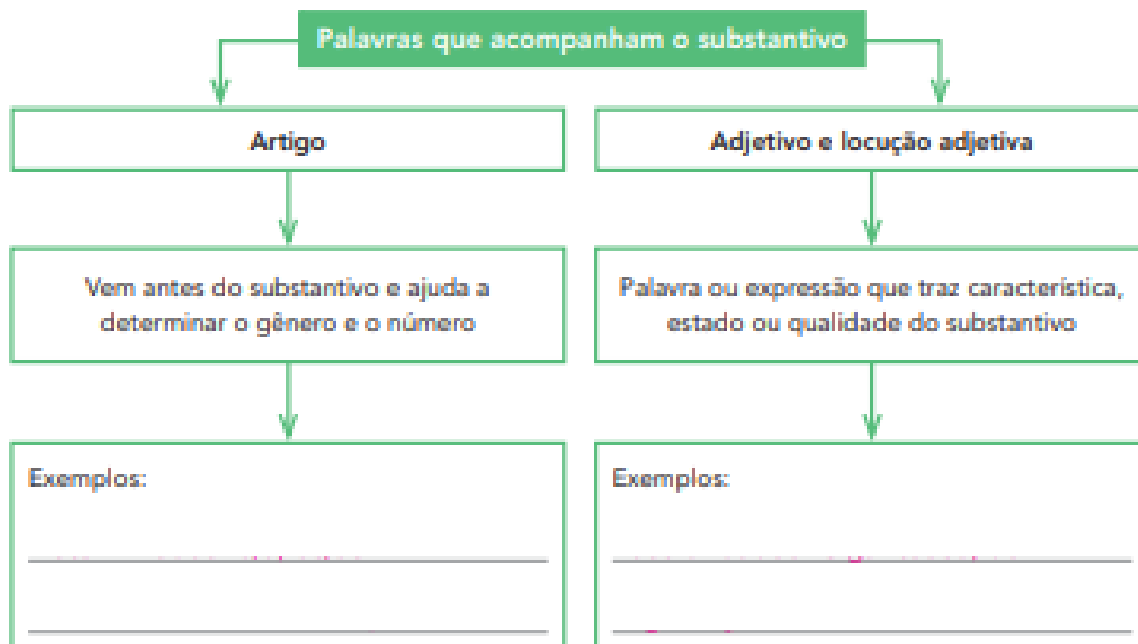 Palavras que acompanham o substantivo
Artigo
Adjetivo e locução adjetiva
Vem antes do substantivo e ajuda a
determinar o gênero e o número
Palavra ou expressão que traz característica,
estado ou qualidade do substantivo
Exemplos:
Exemplos: